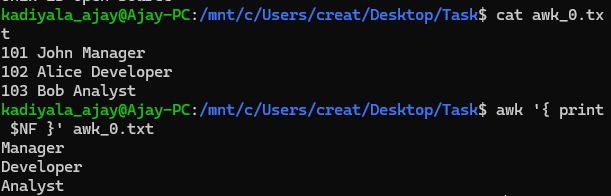 kadiyala_ajay@Ajay-PC:/mnt/c/Users/creat/Desktop/Task$ cat awk_0.tx
t
101 John Manager
102 Alice Developer
103 Bob Analyst
kadiyala_ajay@Ajay-PC:/mnt/c/Users/creat/Desktop/Task$ awk '{ print
 $NF }' awk_0.txt
Manager
Developer
Analyst